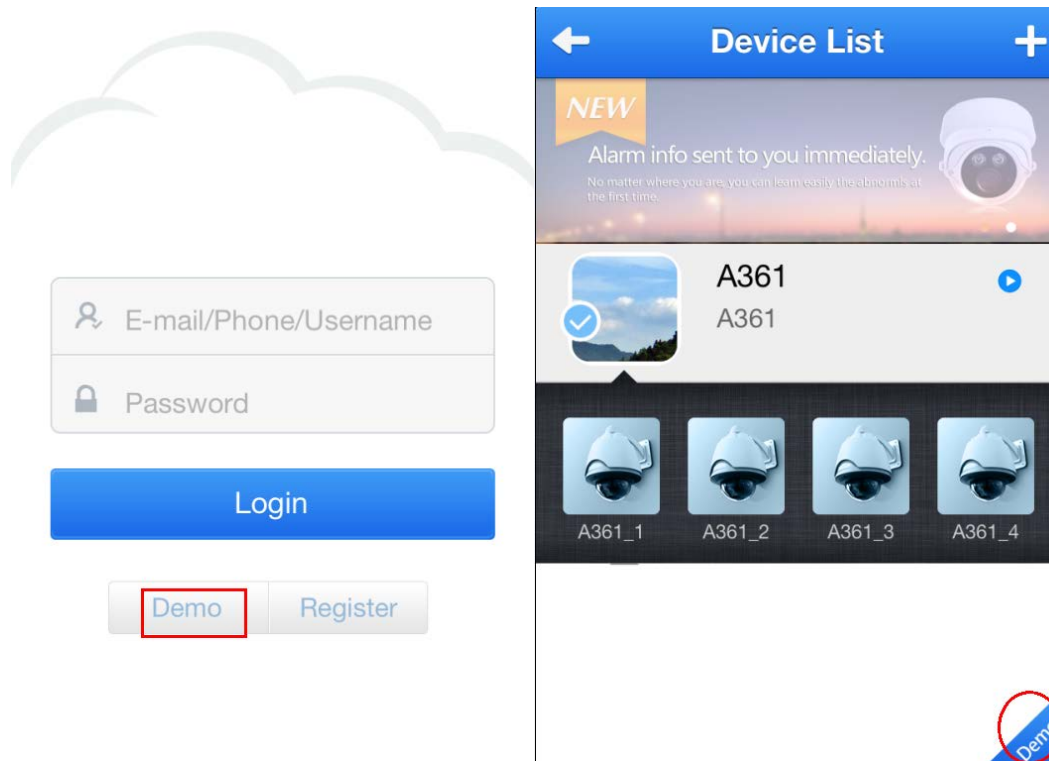 E-mail/Phone/Username
Password
Login
Demo
Register
Device List
NEW
Alarm info sent to you immediately.
No matter where you are, you can learn easily the abnormis at
the first time.
A361
A361
A361_1
A361_2
A361_3
A361_4
Demo